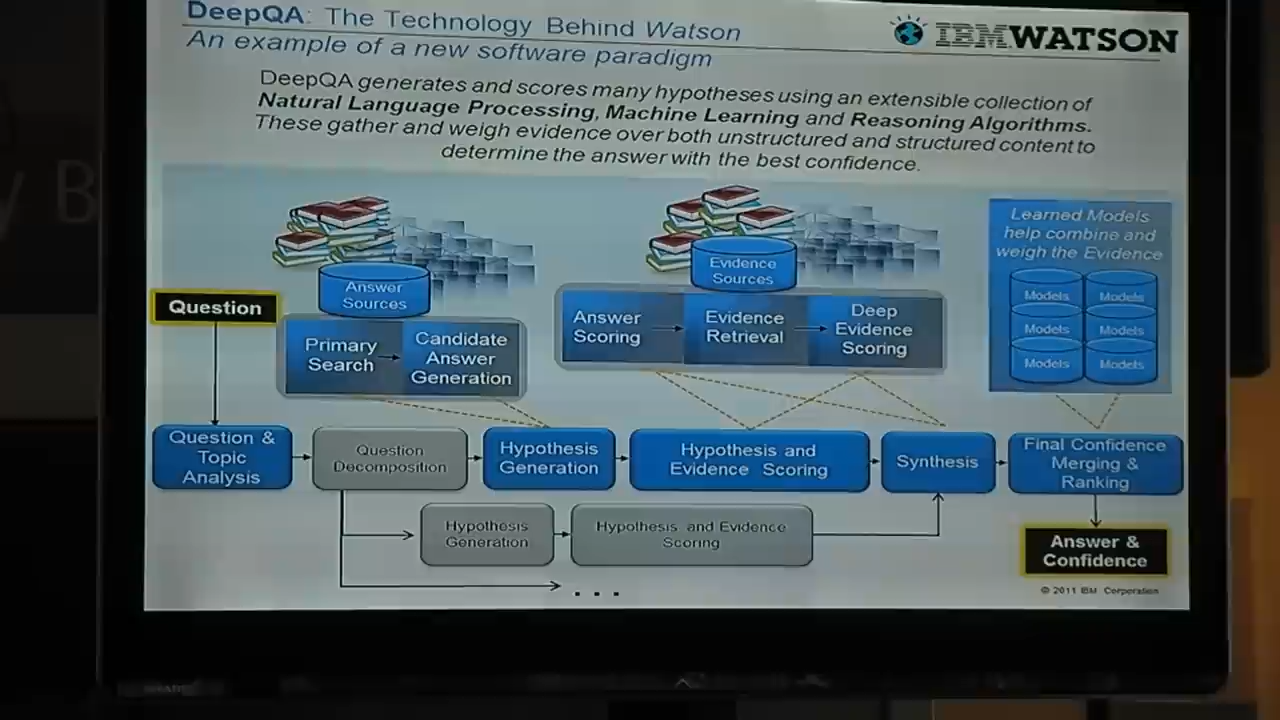 DeepQA: The Technology Behind Watson
An example of a new software paradigm
IBM WATSON
DeepQA generates and scores many hypotheses using an extensible collection of
Natural Language Processing, Machine Learning and Reasoning Algorithms.
These gather and weigh evidence over both unstructured and structured content to
determine the answer with the best confidence.
Answer
Sources
Evidence
Sources
Learned Models
help combine and
weigh the Evidence
Models Models
Models Models
Models Models
Question
Primary
Search
Candidate
Answer
Generation
Answer
Scoring
Evidence
Retrieval
Deep
Evidence
Scoring
Question &
Topic
Analysis
Question
Decomposition
Hypothesis
Generation
Hypothesis and
Evidence Scoring
Synthesis
Final Confidence
Merging &
Ranking
Hypothesis
Generation
Hypothesis and Evidence
Scoring
Answer &
Confidence
. . .
© 2011 IBM Corporation